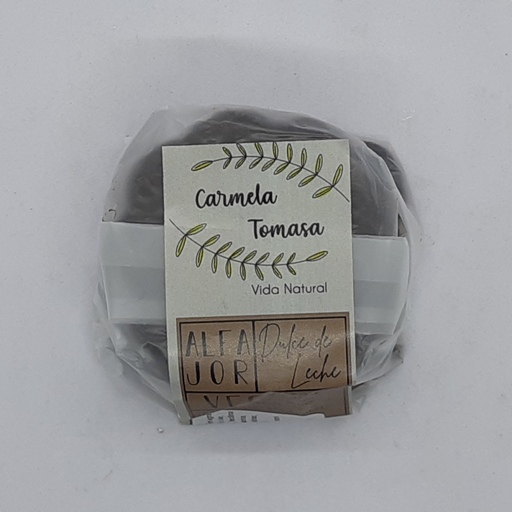 Carmela
Tomasa
Vida Natural
ALFA
JOR
Dulce de
Leche